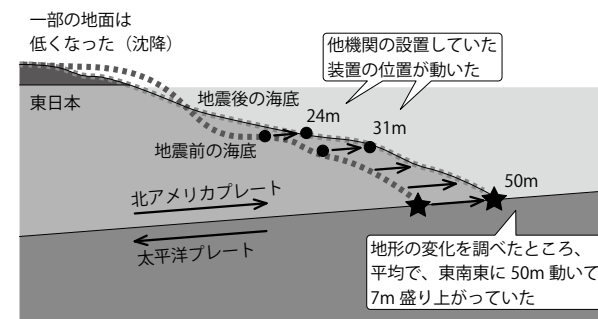 一部の地面は
低くなった（沈降）
他機関の設置していた
装置の位置が動いた
東日本
地震後の海底
24m
31m
地震前の海底
50m
北アメリカプレート
太平洋プレート
地形の変化を調べたところ、
平均で、東南東に 50m 動いて
7m 盛り上がっていた